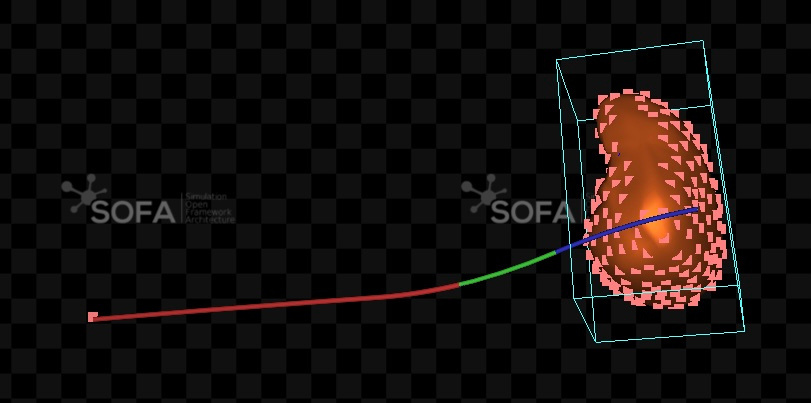 SOFA
Simulation
Open
Framework
Architecture
SOFA